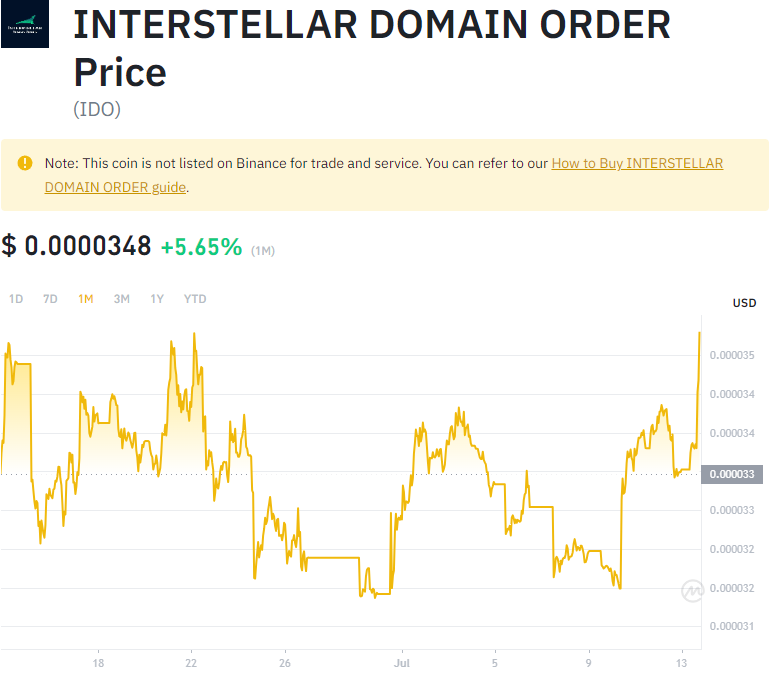 INTERSTELLAR DOMAIN ORDER
Price
(IDO)
Note: This coin is not listed on Binance for trade and service. You can refer to our How to Buy INTERSTELLAR
DOMAIN ORDER guide.
$ 0.0000348 +5.65% (1M)
1D 7D 1M 3M 1Y YTD
USD
0.000035
0.000034
0.000034
0.000033
0.000033
0.000032
0.000032
0.000031
18 22 26 Jul 5 9 13